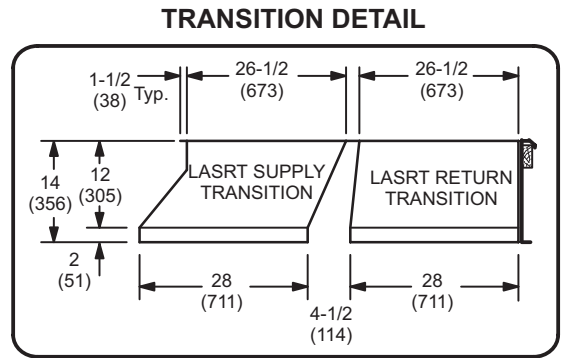 TRANSITION DETAIL
1-1/2
(38) Typ.
26-1/2
(673)
26-1/2
(673)
14
(356)
12
(305)
LASRT SUPPLY
TRANSITION
LASRT RETURN
TRANSITION
2
(51)
28
(711)
4-1/2
(114)
28
(711)